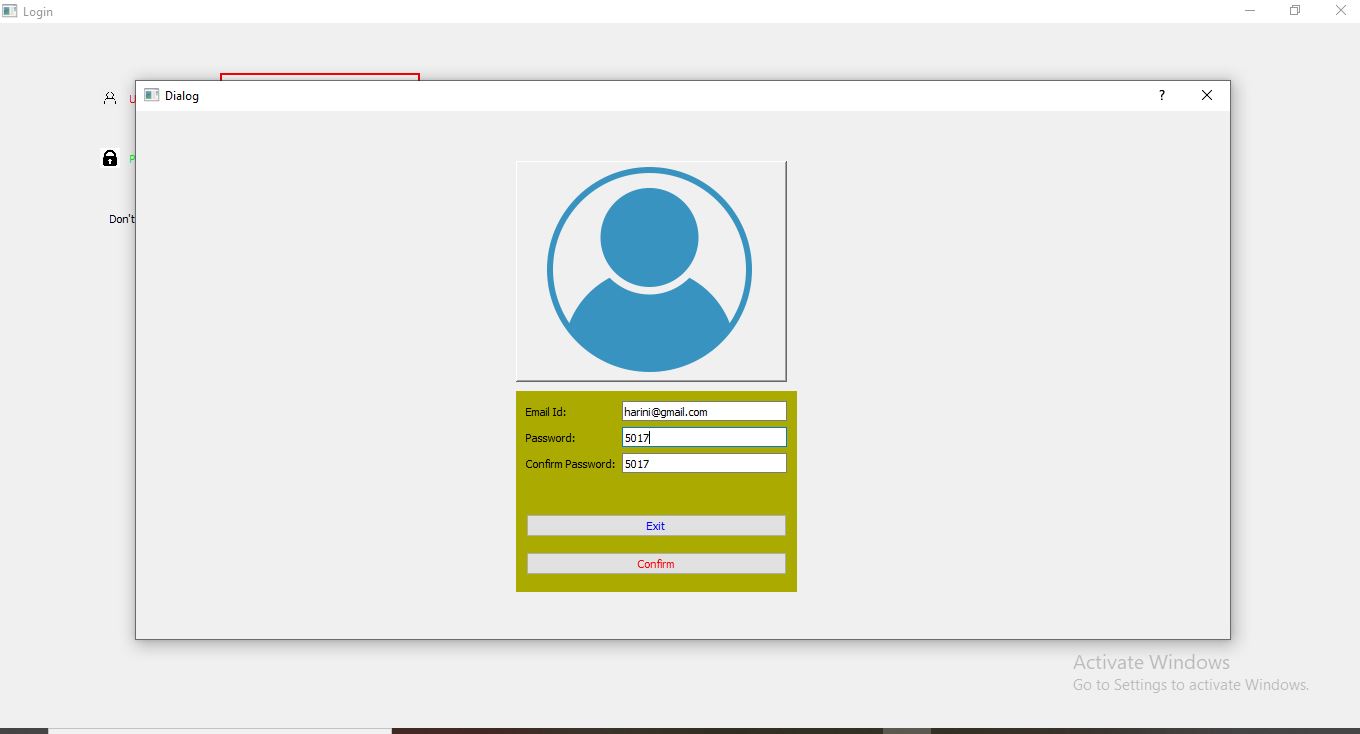 Login
U
Dialog
?
P
Don't
Email Id:
harini@gmail.com
Password:
5017
Confirm Password:
5017
Exit
Confirm
Activate Windows
Go to Settings to activate Windows.